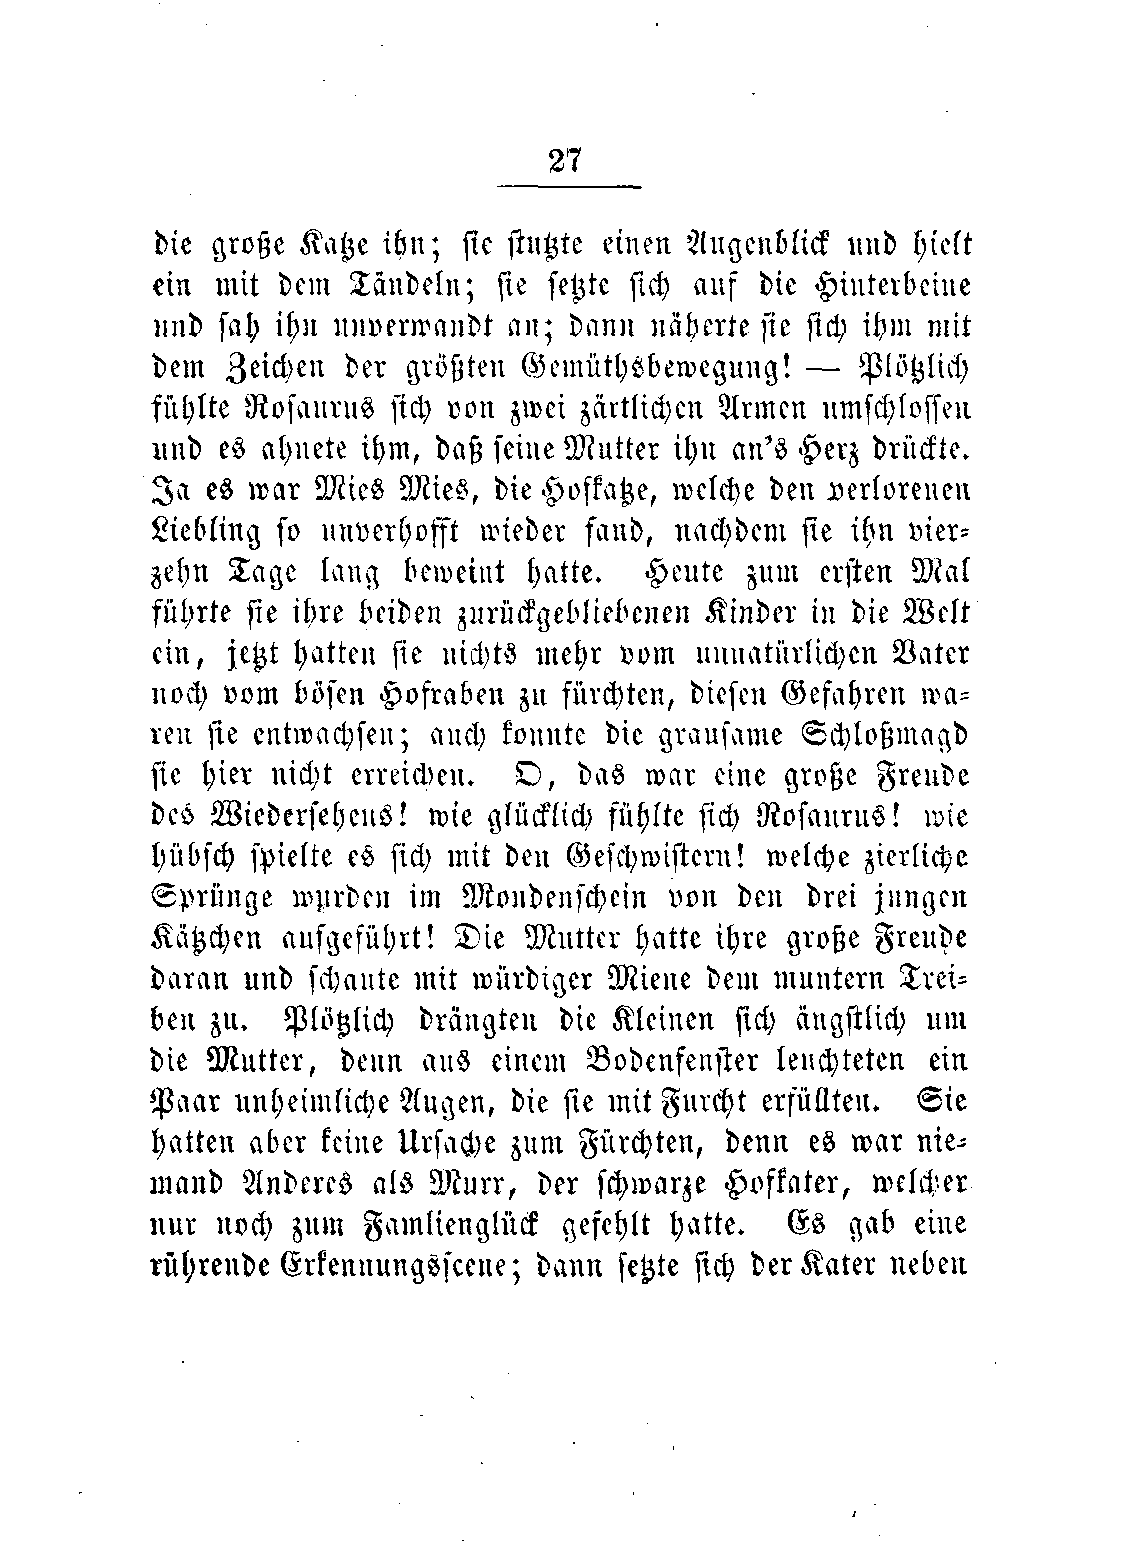 27
die große Katze ihn; sie stutzte einen Augenblick und hielt
ein mit dem Tändeln; sie setzte sich auf die Hinterbeine
und sah ihn unverwandt an; dann näherte sie sich ihm mit
dem Zeichen der größten Gemüthsbewegung! — Plötzlich
fühlte Rosaurus sich von zwei zärtlichen Armen umschlossen
und es ahnete ihm, daß seine Mutter ihn an's Herz drückte.
Ja es war Mies Mies, die Hofkatze, welche den verlorenen
Liebling so unverhofft wieder fand, nachdem sie ihn vier-
zehn Tage lang beweint hatte. Heute zum ersten Mal
führte sie ihre beiden zurückgebliebenen Kinder in die Welt
ein, jetzt hatten sie nichts mehr vom unnatürlichen Vater
noch vom bösen Hofraben zu fürchten, diesen Gefahren wa-
ren sie entwachsen; auch konnte die grausame Schloßmagd
sie hier nicht erreichen. O, das war eine große Freude
des Wiedersehens! wie glücklich fühlte sich Rosaurus! wie
hübsch spielte es sich mit den Geschwistern! welche zierliche
Sprünge wurden im Mondenschein von den drei jungen
Kätzchen aufgeführt! Die Mutter hatte ihre große Freude
daran und schaute mit würdiger Miene dem muntern Trei-
ben zu. Plötzlich drängten die Kleinen sich ängstlich um
die Mutter, denn aus einem Bodenfenster leuchteten ein
Paar unheimliche Augen, die sie mit Furcht erfüllten. Sie
hatten aber keine Ursache zum Fürchten, denn es war nie-
mand Anderes als Murr, der schwarze Hofkater, welcher
nur noch zum Famlienglück gefehlt hatte. Es gab eine
rührende Erkennungsscene; dann setzte sich der Kater neben